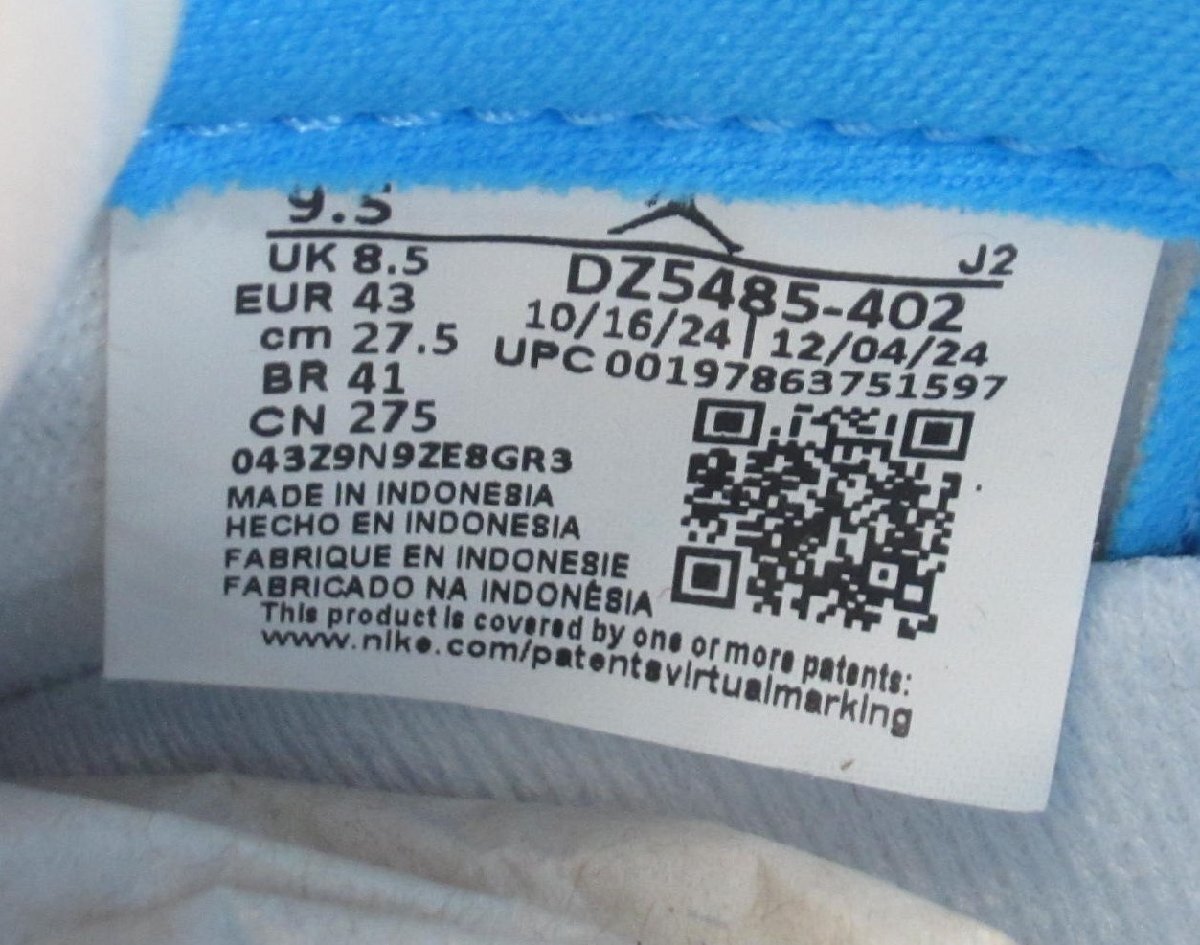 9.5
J2
UK 8.5
DZ5485-402
EUR 43
10/16/24 | 12/04/24
cm 27.5
UPC 001978637515​97
BR 41
CN 275
043Z9N9ZE8GR3
MADE IN INDONESIA
HECHO EN INDONESIA
FABRIQUE EN INDONESIE
FABRICADO NA INDONÉSIA
This product is covered by one or more patents:
www.nike.com/patentsvirtualmarking